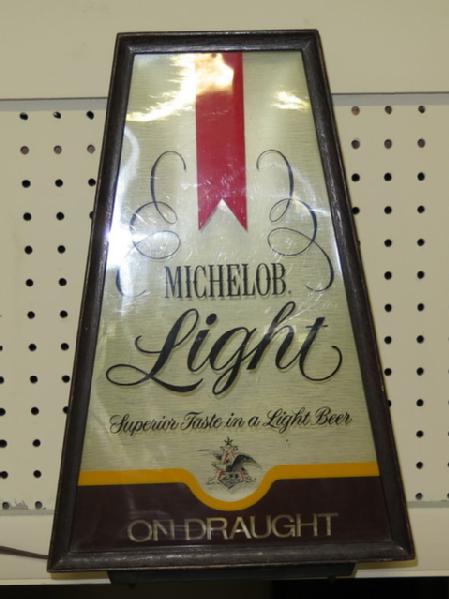 MICHELOB.
Light
Superior Taste in a Light Beer
ON DRAUGHT